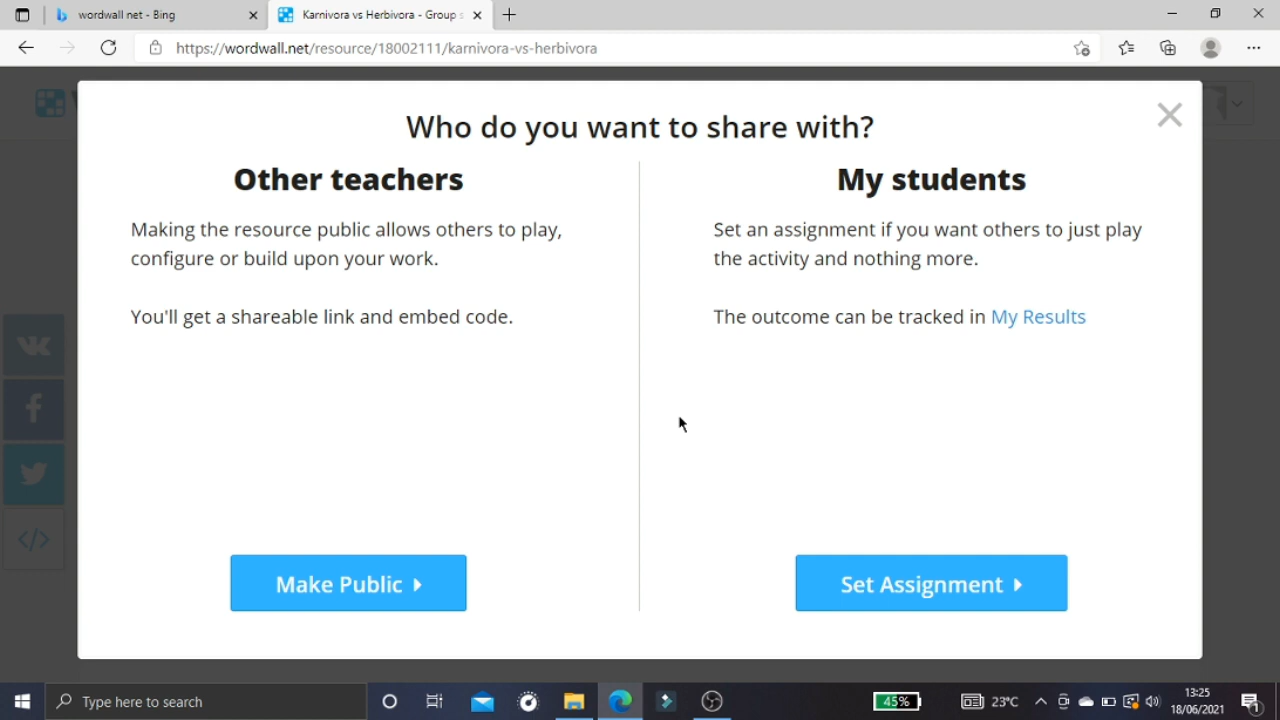 wordwall net - Bing
Karnivora vs Herbivora - Group s
https://wordwall.net/resource/18002111/karnivora-vs-herbivora
Who do you want to share with?
Other teachers
Making the resource public allows others to play,
configure or build upon your work.
You'll get a shareable link and embed code.
Make Public
My students
Set an assignment if you want others to just play
the activity and nothing more.
The outcome can be tracked in My Results
Set Assignment
Type here to search
45%
23°C
13:25
18/06/2021
1